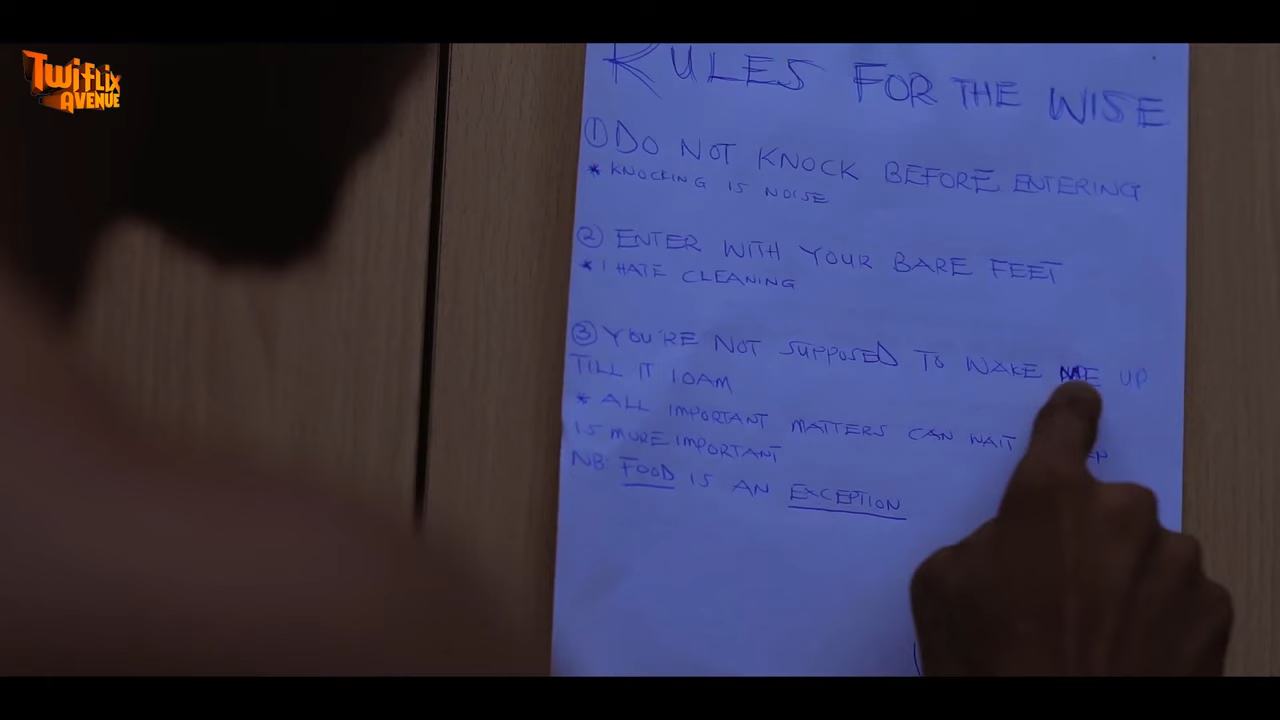 TWIFLIX
AVENUE
RULES FOR THE WISE
① DO NOT KNOCK BEFORE ENTERING
* KNOCKING IS NOISE
② ENTER WITH YOUR BARE FEET
* I HATE CLEANING
③ YOU'RE NOT SUPPOSED TO WAKE ME UP
TILL IT 10AM
* ALL IMPORTANT MATTERS CAN WAIT
IS MORE IMPORTANT
NB: FOOD IS AN EXCEPTION